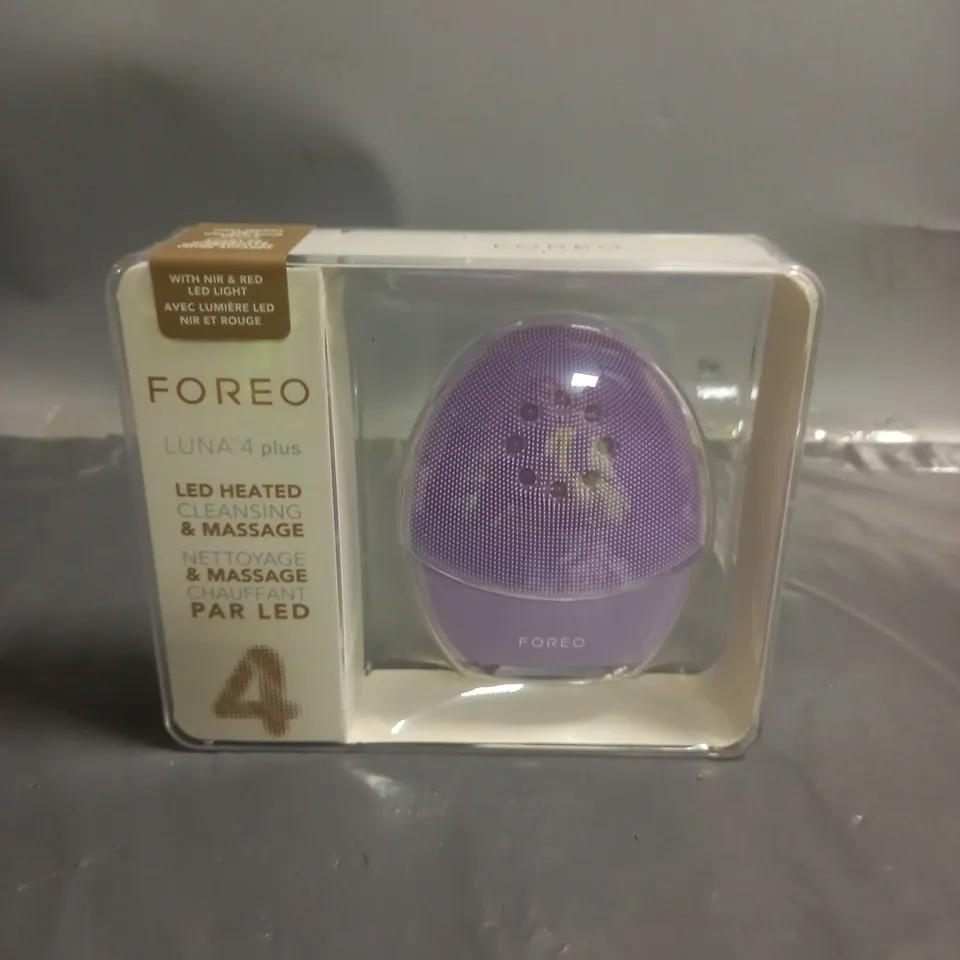 FOREO
WITH NIR & RED
LED LIGHT
AVEC LUMIÈRE LED
NIR ET ROUGE
FOREO
LUNA™ 4 plus
LED HEATED
CLEANSING
& MASSAGE
NETTOYAGE
& MASSAGE
CHAUFFANT
PAR LED
4
FOREO